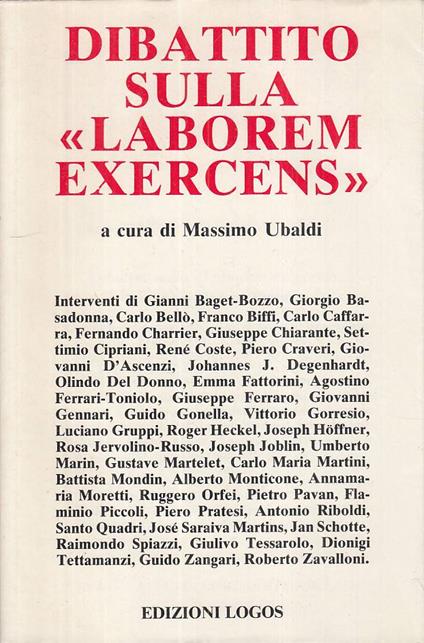 DIBATTITO
SULLA
«LABOREM
EXERCENS»
a cura di Massimo Ubaldi
Interventi di Gianni Baget-Bozzo, Giorgio Ba-
sadonna, Carlo Bellò, Franco Biffi, Carlo Caffar-
ra, Fernando Charrier, Giuseppe Chiarante, Set-
timio Cipriani, René Coste, Piero Craveri, Gio-
vanni D'Ascenzi, Johannes J. Degenhardt,
Olindo Del Donno, Emma Fattorini, Agostino
Ferrari-Toniolo, Giuseppe Ferraro, Giovanni
Gennari, Guido Gonella, Vittorio Gorresio,
Luciano Gruppi, Roger Heckel, Joseph Höffner,
Rosa Jervolino-Russo, Joseph Joblin, Umberto
Marin, Gustave Martelet, Carlo Maria Martini,
Battista Mondin, Alberto Monticone, Annama-
ria Moretti, Ruggero Orfei, Pietro Pavan, Fla-
minio Piccoli, Piero Pratesi, Antonio Riboldi,
Santo Quadri, José Saraiva Martins, Jan Schotte,
Raimondo Spiazzi, Giulivo Tessarolo, Dionigi
Tettamanzi, Guido Zangari, Roberto Zavalloni.
EDIZIONI LOGOS